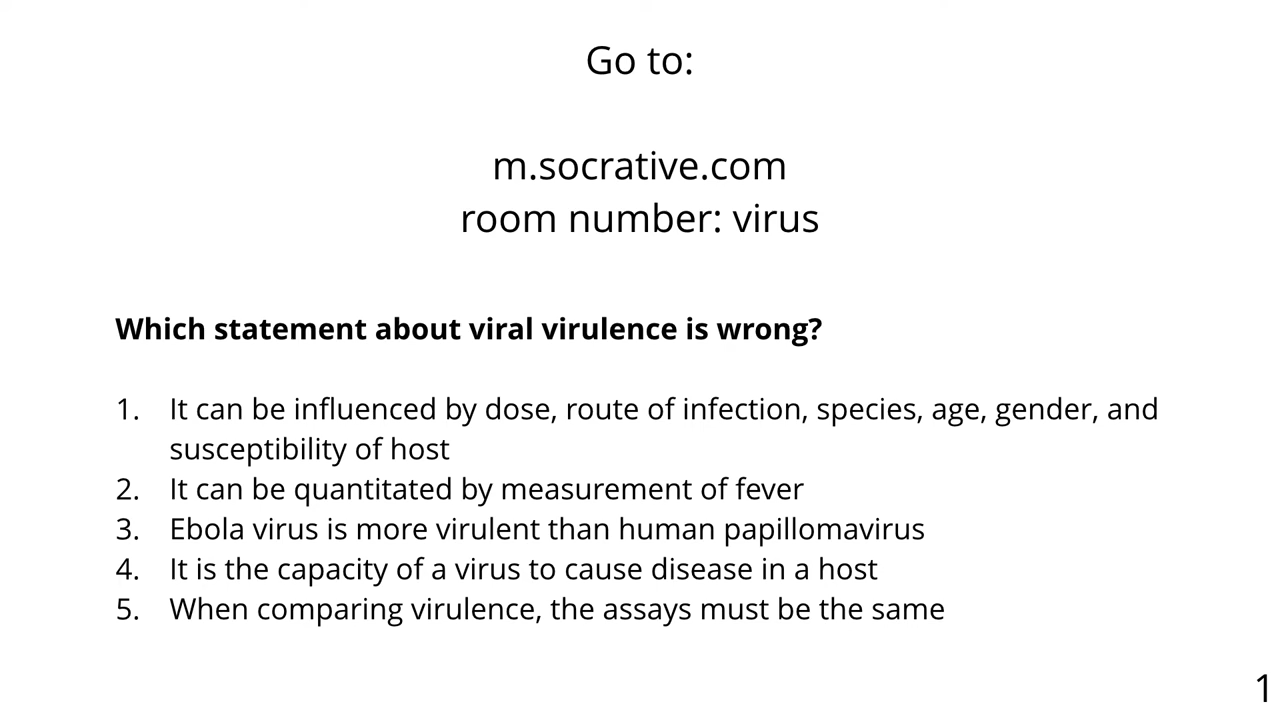 Go to:
m.socrative.com
room number: virus
Which statement about viral virulence is wrong?
1. It can be influenced by dose, route of infection, species, age, gender, and
susceptibility of host
2. It can be quantitated by measurement of fever
3. Ebola virus is more virulent than human papillomavirus
4. It is the capacity of a virus to cause disease in a host
5. When comparing virulence, the assays must be the same
1